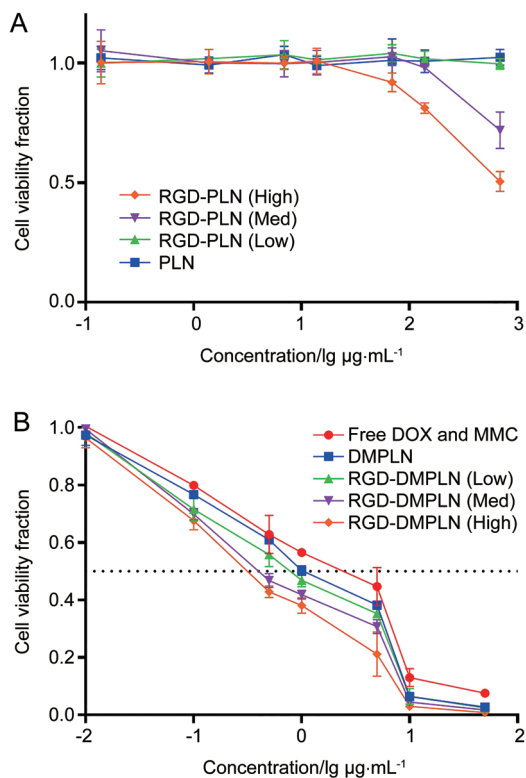 A
Cell viability fraction
1.0
0.5
0.0
RGD-PLN (High)
RGD-PLN (Med)
RGD-PLN (Low)
PLN
-1 0 1 2 3
Concentration/lg µg·mL⁻¹
B
Cell viability fraction
1.0
0.8
0.6
0.4
0.2
0.0
Free DOX and MMC
DMPLN
RGD-DMPLN (Low)
RGD-DMPLN (Med)
RGD-DMPLN (High)
-2 -1 0 1 2
Concentration/lg µg·mL⁻¹